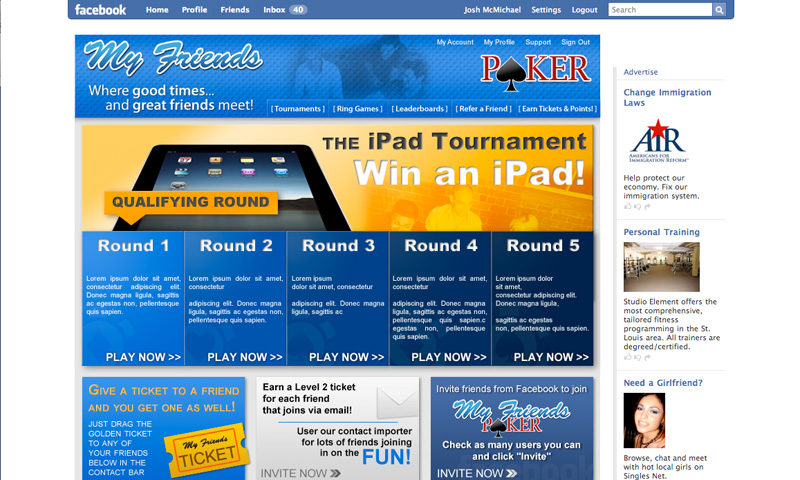 facebook Home Profile Friends Inbox 40 Josh McMichael Settings Logout Search
My Friends
Where good times...
and great friends meet!
My Account My Profile Support Sign Out
POKER
[ Tournaments ] [ Ring Games ] [ Leaderboards ] [ Refer a Friend ] [ Earn Tickets & Points! ]
THE iPad Tournament
Win an iPad!
QUALIFYING ROUND
Round 1
Lorem ipsum dolor sit amet,
consectetur adipiscing elit.
Donec magna ligula, sagittis
ac egestas non, pellentesque
quis sapien.
PLAY NOW >>
Round 2
Lorem ipsum dolor sit amet,
consectetur
adipiscing elit. Donec magna
ligula, sagittis ac egestas non,
pellentesque quis sapien.
PLAY NOW >>
Round 3
Lorem ipsum
dolor sit amet, consectetur
adipiscing elit. Donec magna
ligula, sagittis ac
PLAY NOW >>
Round 4
Lorem ipsum dolor sit amet,
consectetur
adipiscing elit. Donec magna
ligula, sagittis ac egestas non,
pellentesque quis sapien.c
egestas non, pellentesque
quis sapien.
PLAY NOW >>
Round 5
Lorem ipsum dolor
sit amet,
consectetur adipiscing elit.
Donec magna ligula,
sagittis ac egestas
non, pellentesque quis sapien.
PLAY NOW >>
GIVE A TICKET TO A FRIEND
AND YOU GET ONE AS WELL!
JUST DRAG THE
GOLDEN TICKET
TO ANY OF
YOUR FRIENDS
BELOW IN THE
CONTACT BAR
My Friends
TICKET
Earn a Level 2 ticket
for each friend
that joins via email!
User our contact importer
for lots of friends joining
in on the FUN!
INVITE NOW >>
Invite friends from Facebook to join
My Friends
POKER
Check as many users you can
and click "Invite"
INVITE NOW >>
Advertise
Change Immigration
Laws
AIR
AMERICANS FOR
IMMIGRATION REFORM
Help protect our
economy. Fix our
immigration system.
Personal Training
Studio Element offers the
most comprehensive,
tailored fitness
programming in the St.
Louis area. All trainers are
degreed/certified.
Need a Girlfriend?
Browse, chat and meet
with hot local girls on
Singles Net.